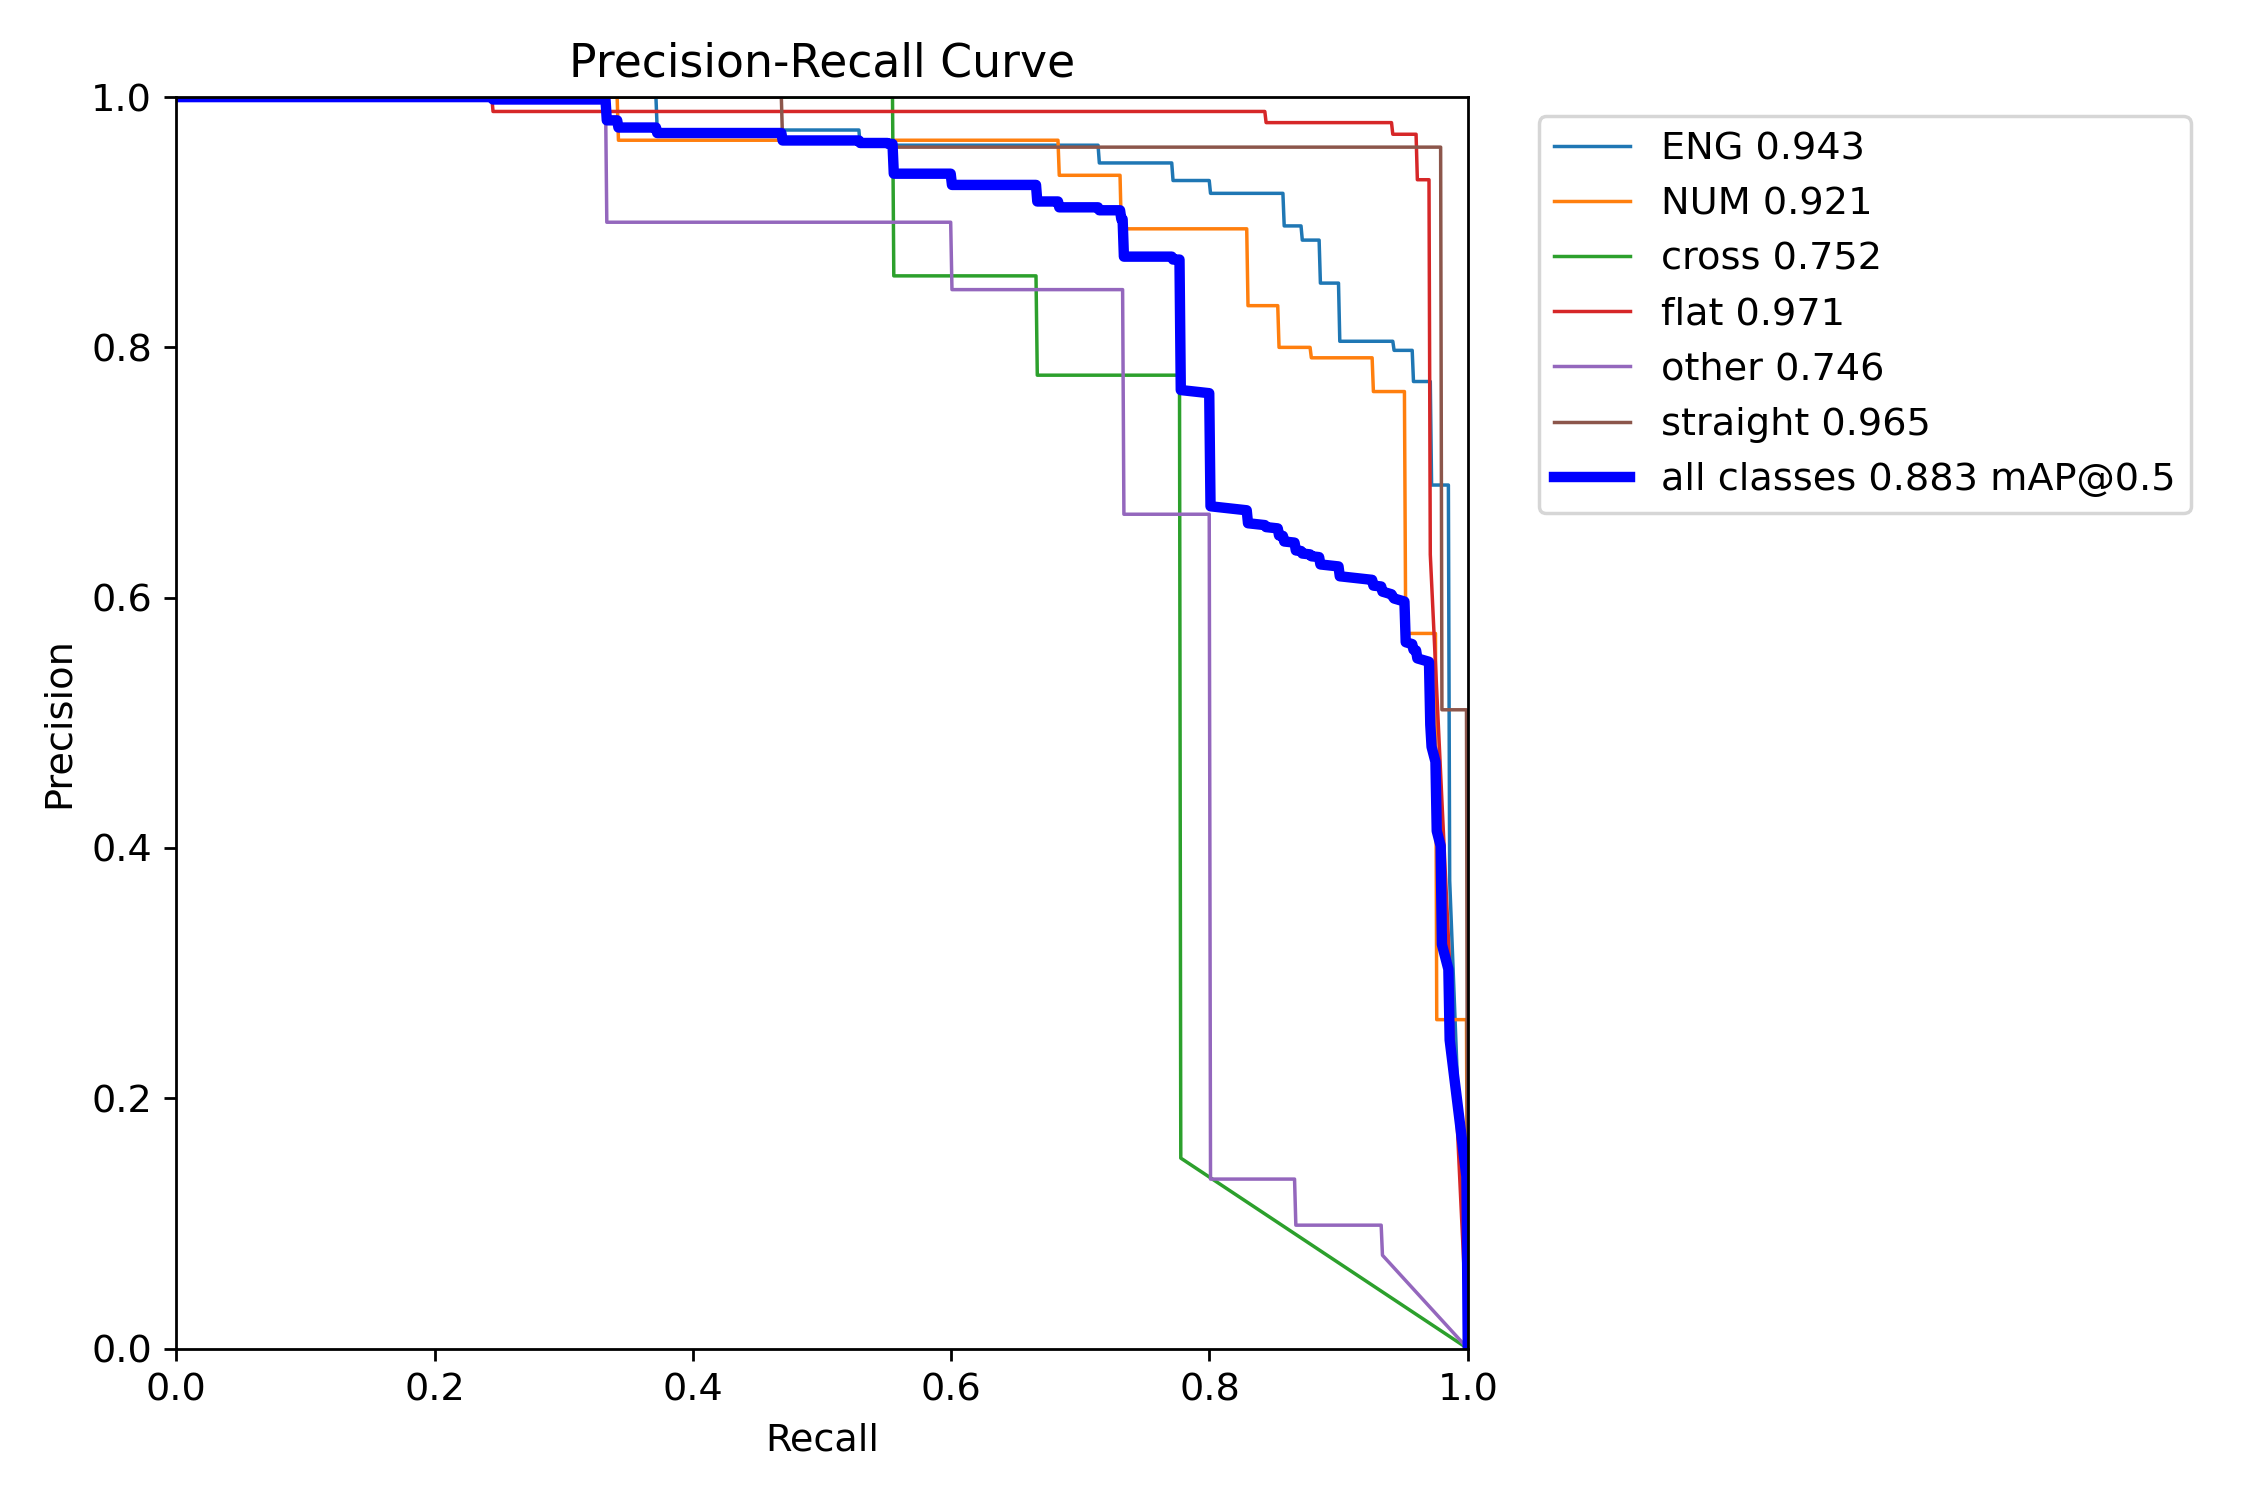 Precision-Recall Curve
1.0
0.8
0.6
0.4
0.2
0.0
Precision
0.0 0.2 0.4 0.6 0.8 1.0
Recall
ENG 0.943
NUM 0.921
cross 0.752
flat 0.971
other 0.746
straight 0.965
all classes 0.883 mAP@0.5